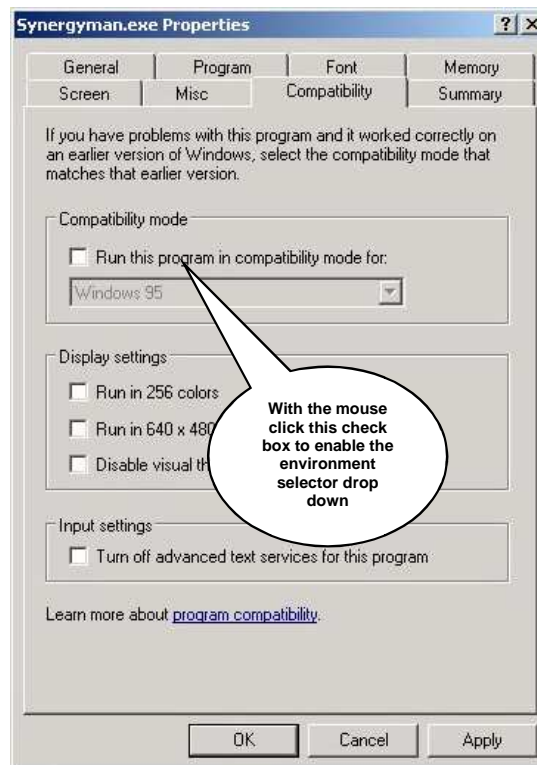 Synergyman.exe Properties
General Program Font Memory
Screen Misc Compatibility Summary
If you have problems with this program and it worked correctly on
an earlier version of Windows, select the compatibility mode that
matches that earlier version.
Compatibility mode
Run this program in compatibility mode for:
Windows 95
Display settings
Run in 256 colors
Run in 640 x 480
Disable visual th
With the mouse
click this check
box to enable the
environment
selector drop
down
Input settings
Turn off advanced text services for this program
Learn more about program compatibility.
OK Cancel Apply